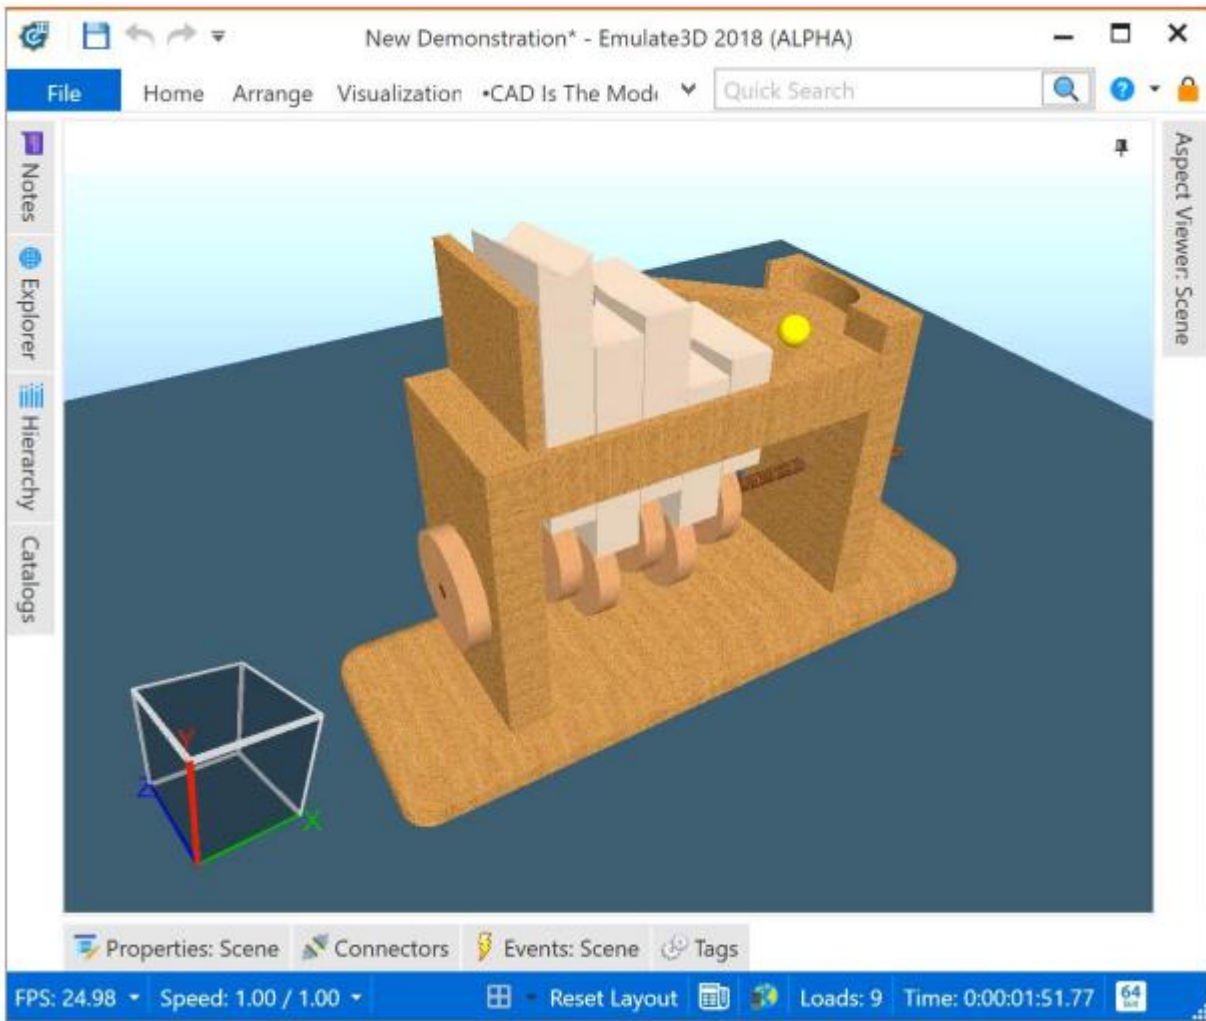 New Demonstration* - Emulate3D 2018 (ALPHA)
File Home Arrange Visualization •CAD Is The Mode Quick Search
Notes
Explorer
Hierarchy
Catalogs
Aspect Viewer: Scene
Y
Z
X
Properties: Scene Connectors Events: Scene Tags
FPS: 24.98 Speed: 1.00 / 1.00 Reset Layout Loads: 9 Time: 0:00:01:51.77 64